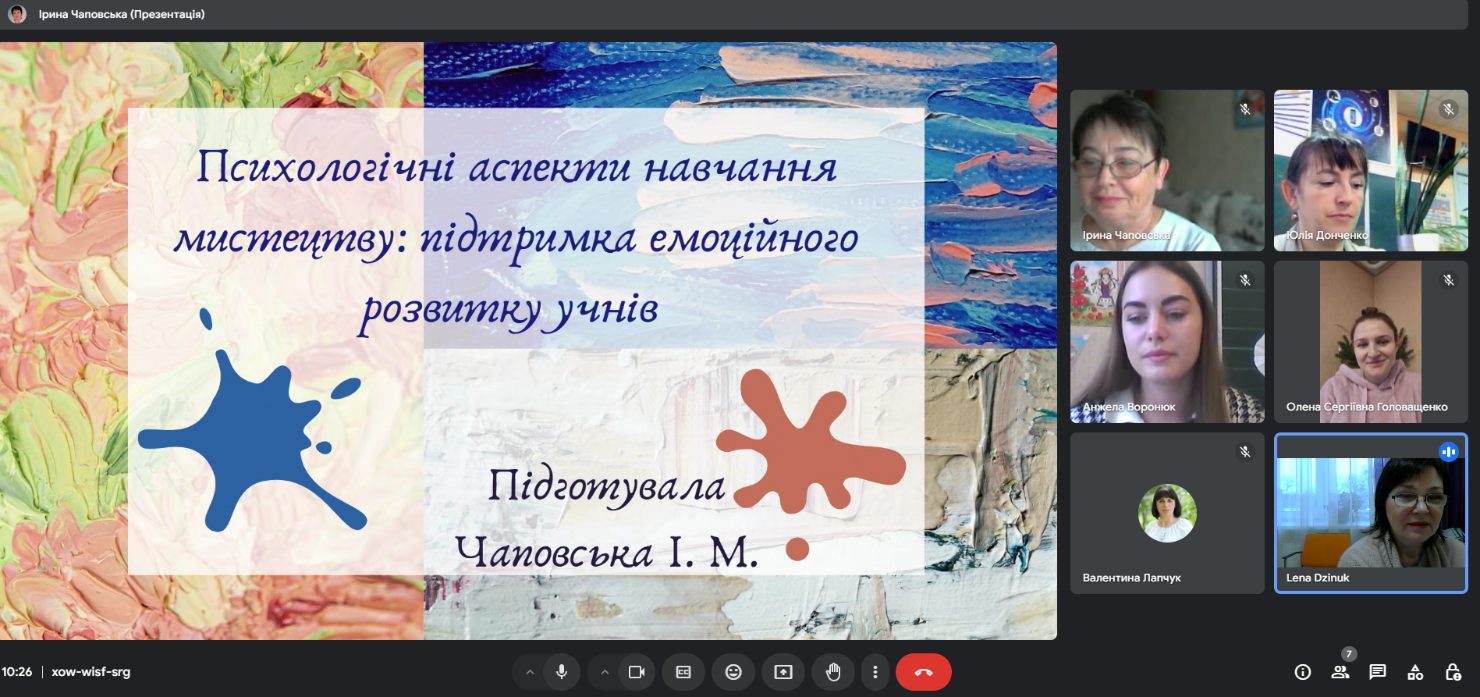 Ірина Чаповська (Презентація)
Психологічні аспекти навчання
мистецтву: підтримка емоційного
розвитку учнів
Підготувала
Чаповська І. М.
Ірина Чаповська
Юлія Донченко
Анжела Воронюк
Олена Сергіївна Головащенко
Валентина Лапчук
Lena Dzinuk
10:26 | xow-wisf-srg
7